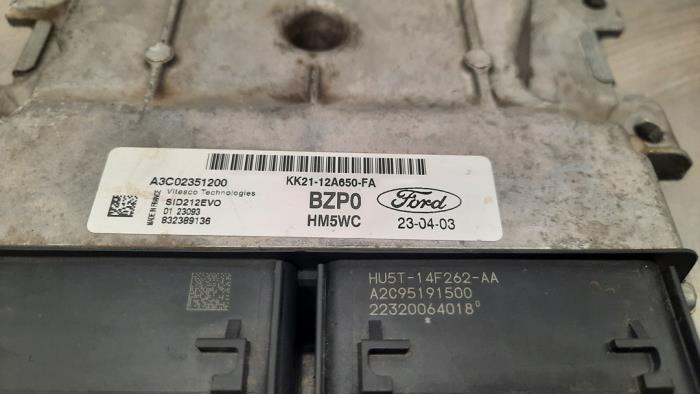 A3C02351200
Vitesco Technologies
SID212EVO
01 23093
832389136
MADE IN FRANCE
KK21-12A650-FA
BZP0
HM5WC
Ford
23-04-03
HU5T-14F262-AA
A2C95191500
22320064018⁰